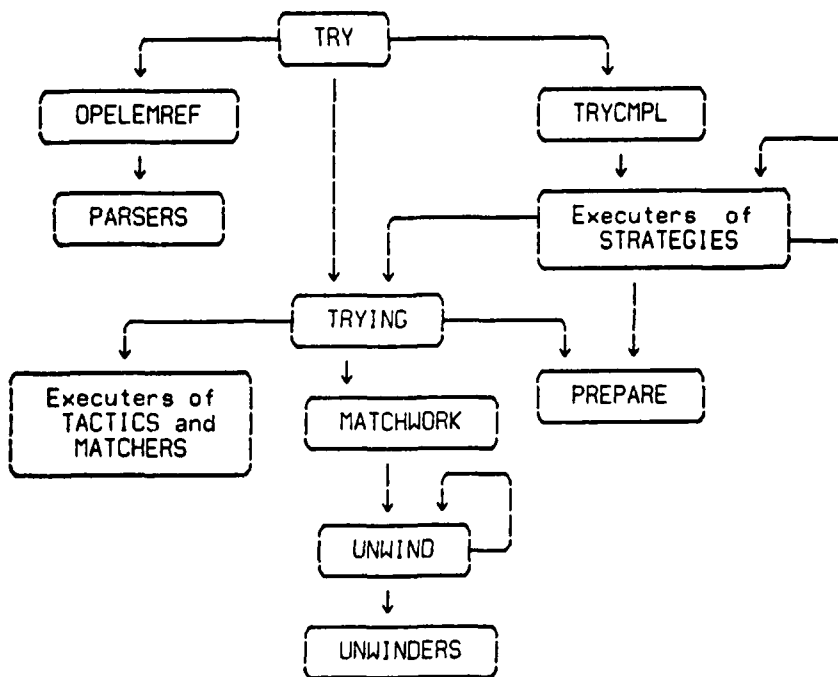 TRY
OPELEMREF
TRYCMPL
PARSERS
Executers of
STRATEGIES
TRYING
Executers of
TACTICS and
MATCHERS
MATCHWORK
PREPARE
UNWIND
UNWINDERS